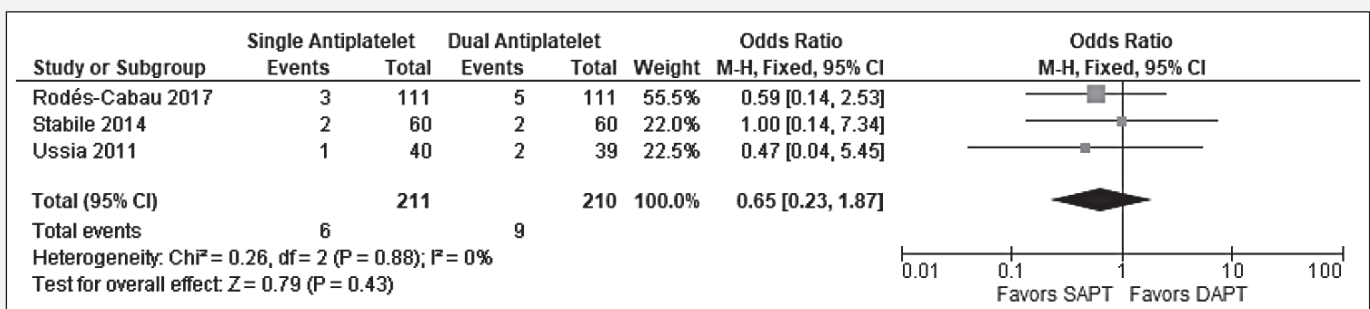 Single Antiplatelet Dual Antiplatelet Odds Ratio Odds Ratio
Study or Subgroup Events Total Events Total Weight M-H, Fixed, 95% CI M-H, Fixed, 95% CI
Rodés-Cabau 2017 3 111 5 111 55.5% 0.59 [0.14, 2.53]
Stabile 2014 2 60 2 60 22.0% 1.00 [0.14, 7.34]
Ussia 2011 1 40 2 39 22.5% 0.47 [0.04, 5.45]
Total (95% CI) 211 210 100.0% 0.65 [0.23, 1.87]
Total events 6 9
Heterogeneity: Chi² = 0.26, df = 2 (P = 0.88); I² = 0%
Test for overall effect: Z = 0.79 (P = 0.43)
0.01 0.1 1 10 100
Favors SAPT Favors DAPT